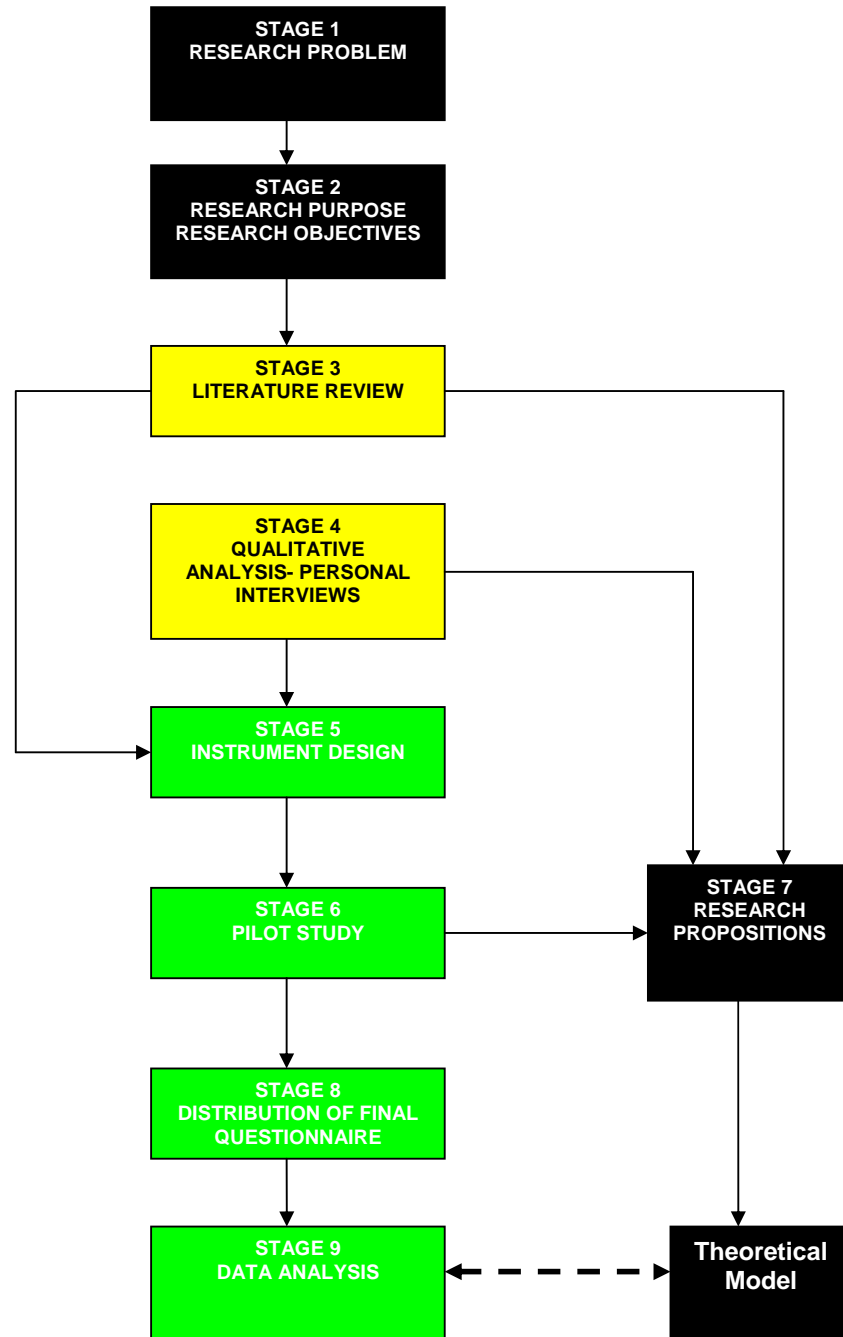 STAGE 1
RESEARCH PROBLEM
STAGE 2
RESEARCH PURPOSE
RESEARCH OBJECTIVES
STAGE 3
LITERATURE REVIEW
STAGE 4
QUALITATIVE
ANALYSIS- PERSONAL
INTERVIEWS
STAGE 5
INSTRUMENT DESIGN
STAGE 6
PILOT STUDY
STAGE 7
RESEARCH
PROPOSITIONS
STAGE 8
DISTRIBUTION OF FINAL
QUESTIONNAIRE
STAGE 9
DATA ANALYSIS
Theoretical
Model